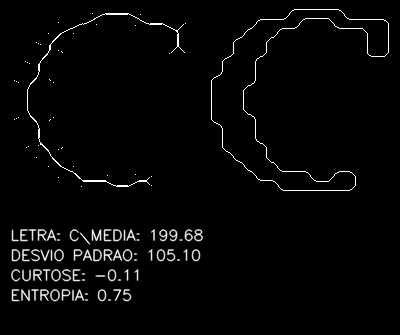 LETRA: C\MEDIA: 199.68
DESVIO PADRAO: 105.10
CURTOSE: -0.11
ENTROPIA: 0.75